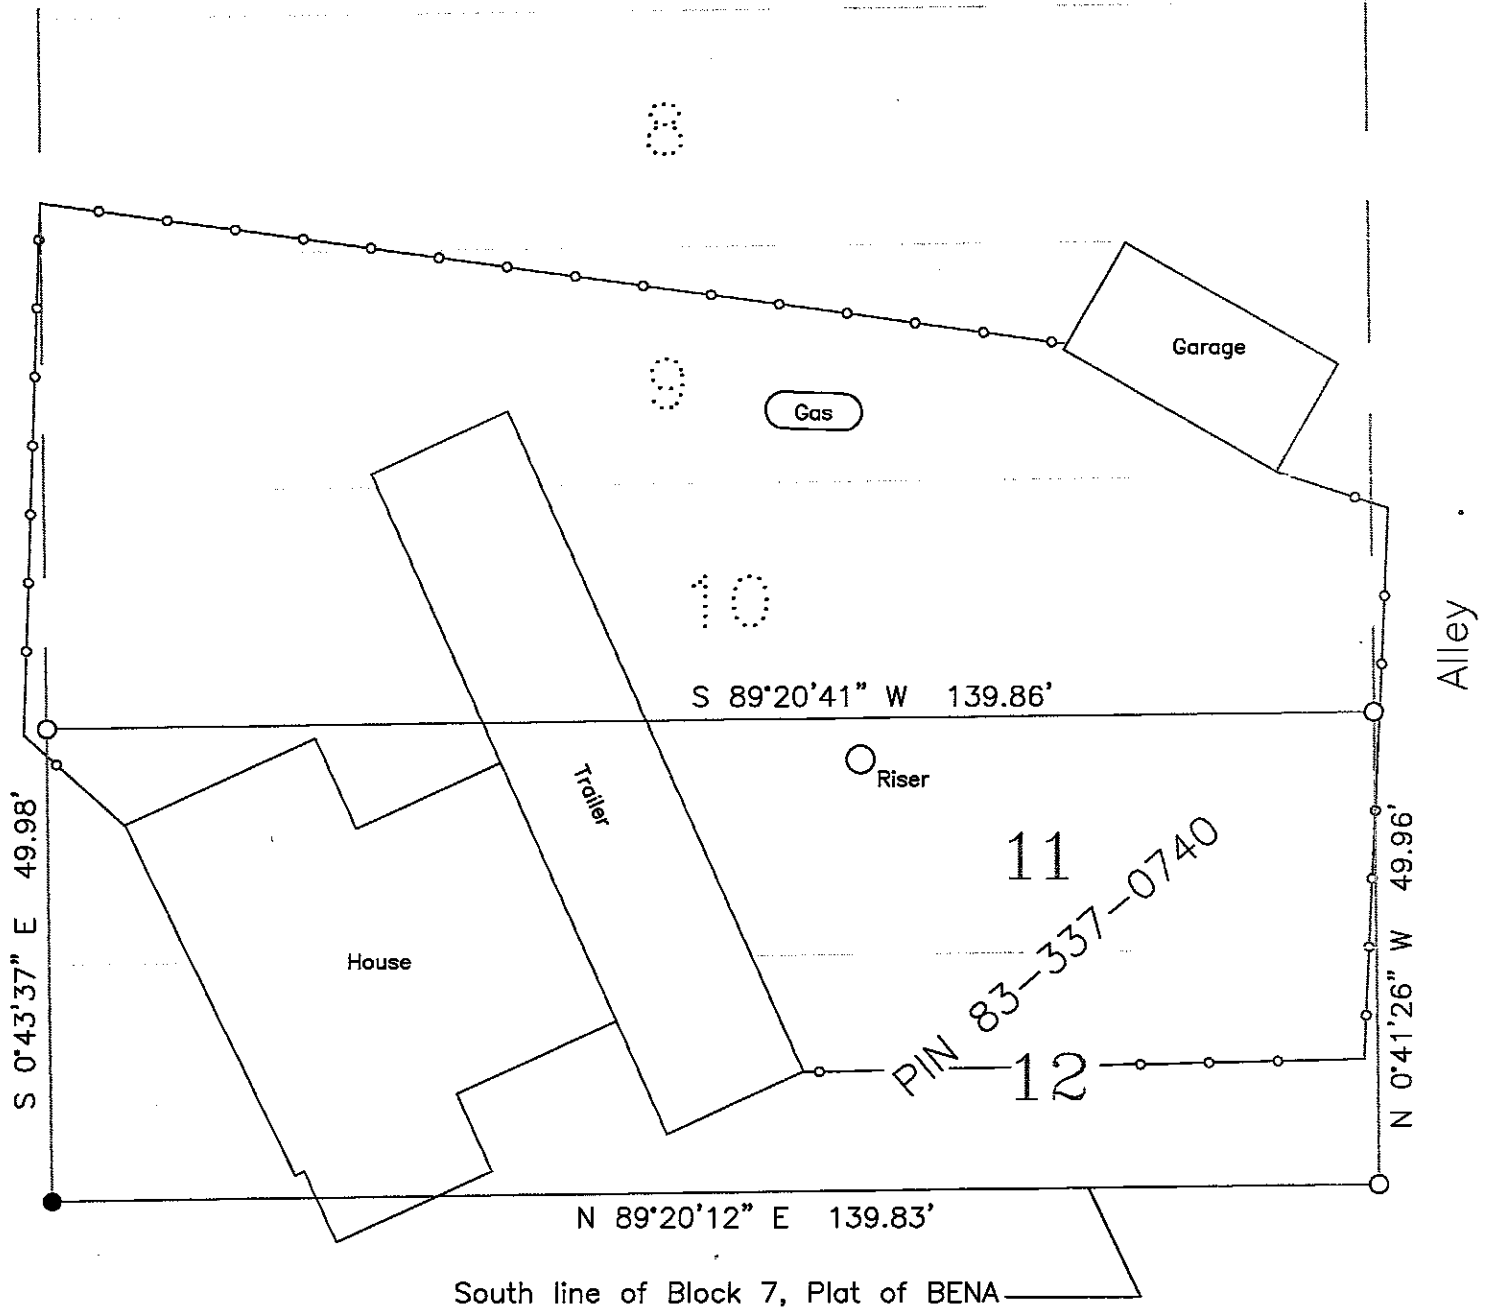 8
Garage
9
Gas
10
Alley
S 89°20'41" W 139.86'
Riser
Trailer
11
S 0°43'37" E 49.98'
N 0°41'26" W 49.96'
PIN 83-337-0740
House
12
N 89°20'12" E 139.83'
South line of Block 7, Plat of BENA